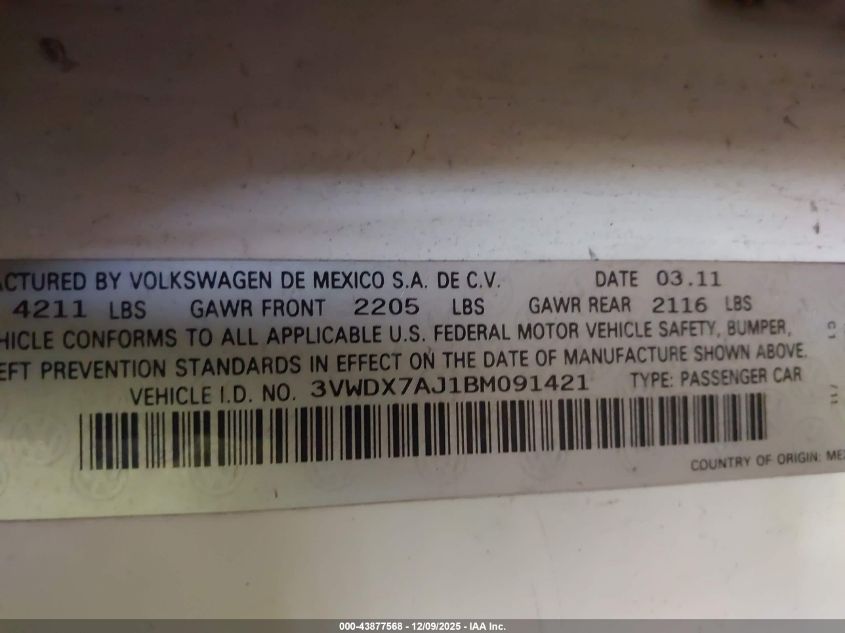 ACTURED BY VOLKSWAGEN DE MEXICO S.A. DE C.V. DATE 03.11
4211 LBS GAWR FRONT 2205 LBS GAWR REAR 2116 LBS
HICLE CONFORMS TO ALL APPLICABLE U.S. FEDERAL MOTOR VEHICLE SAFETY, BUMPER,
EFT PREVENTION STANDARDS IN EFFECT ON THE DATE OF MANUFACTURE SHOWN ABOVE.
VEHICLE I.D. NO. 3VWDX7AJ1BM091421 TYPE: PASSENGER CAR
COUNTRY OF ORIGIN: MEX
000-43877568 - 12/09/2025 - IAA Inc.